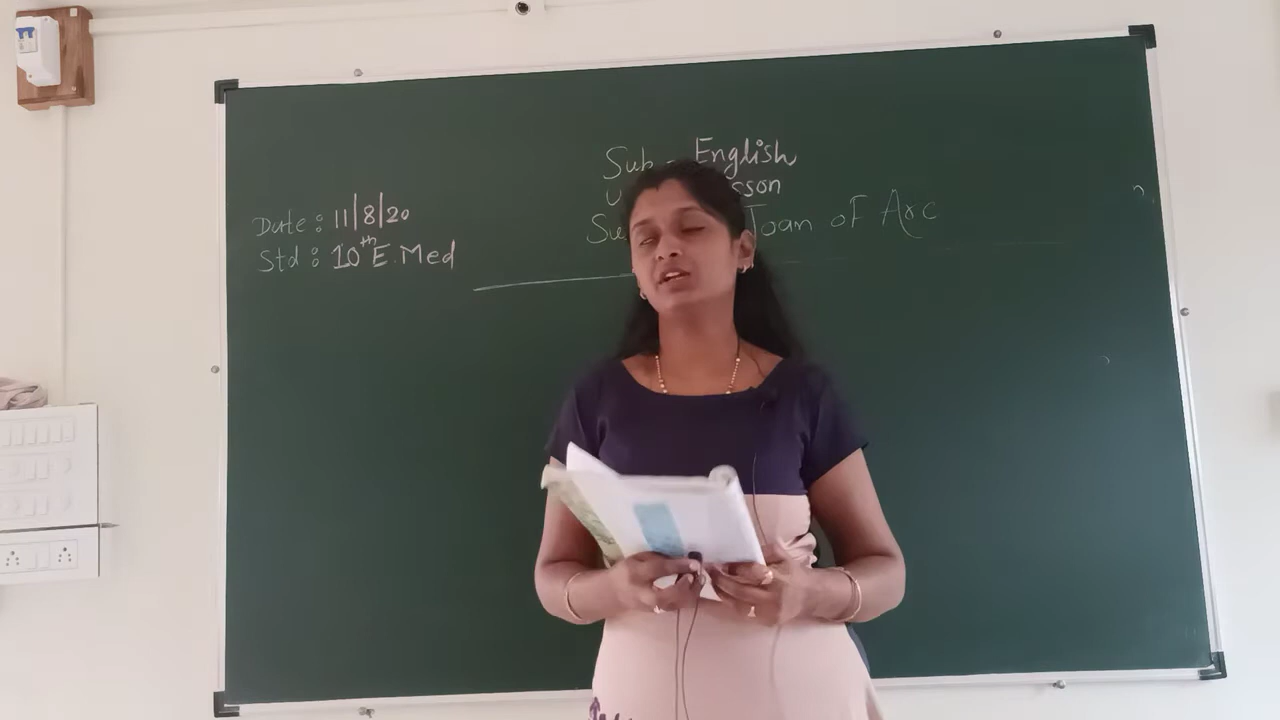 Sub - English
Date : 11/8/20
Joan of Arc
Std : 10th E.Med